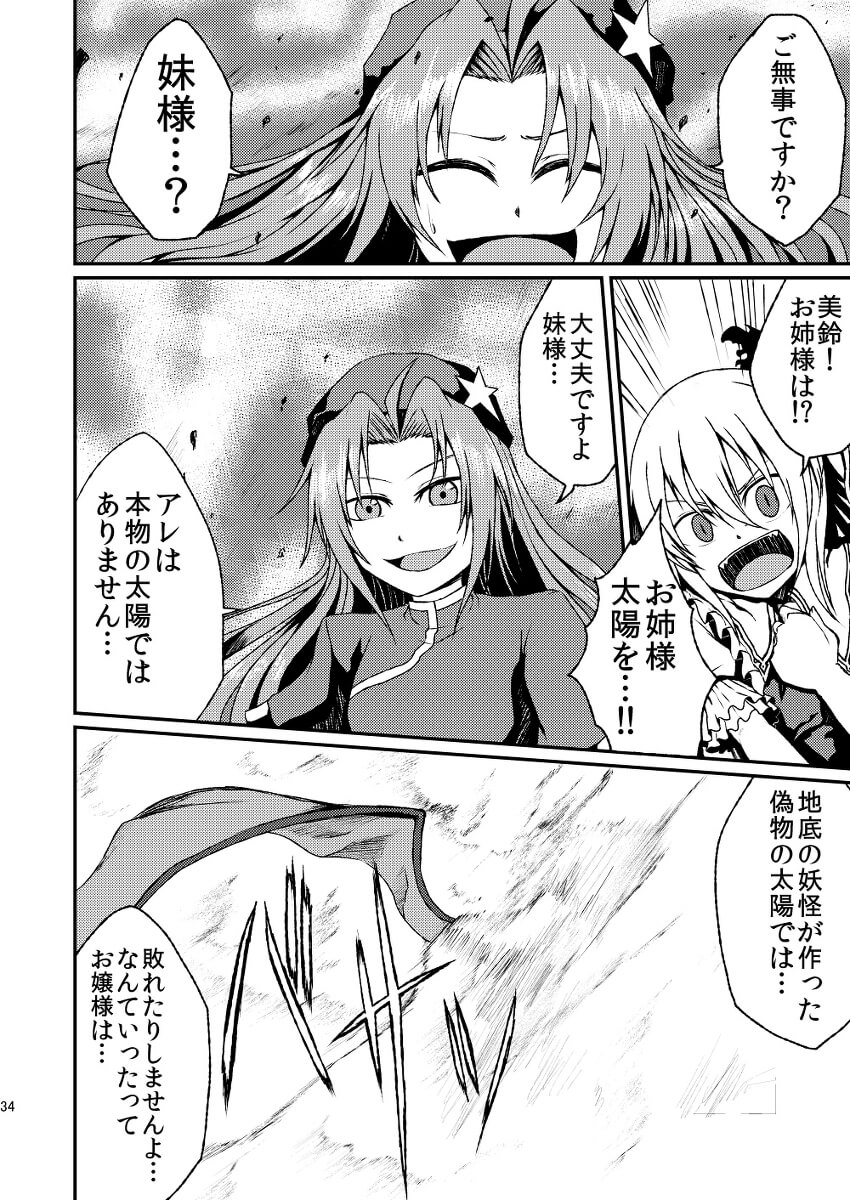 ご無事ですか？
妹様…？
美鈴！
お姉様は!?
お姉様
太陽を…!!
大丈夫ですよ
妹様…
アレは
本物の太陽では
ありません…
地底の妖怪が作った
偽物の太陽では…
敗れたりしませんよ…
なんていったって
お嬢様は…
バサッ
34